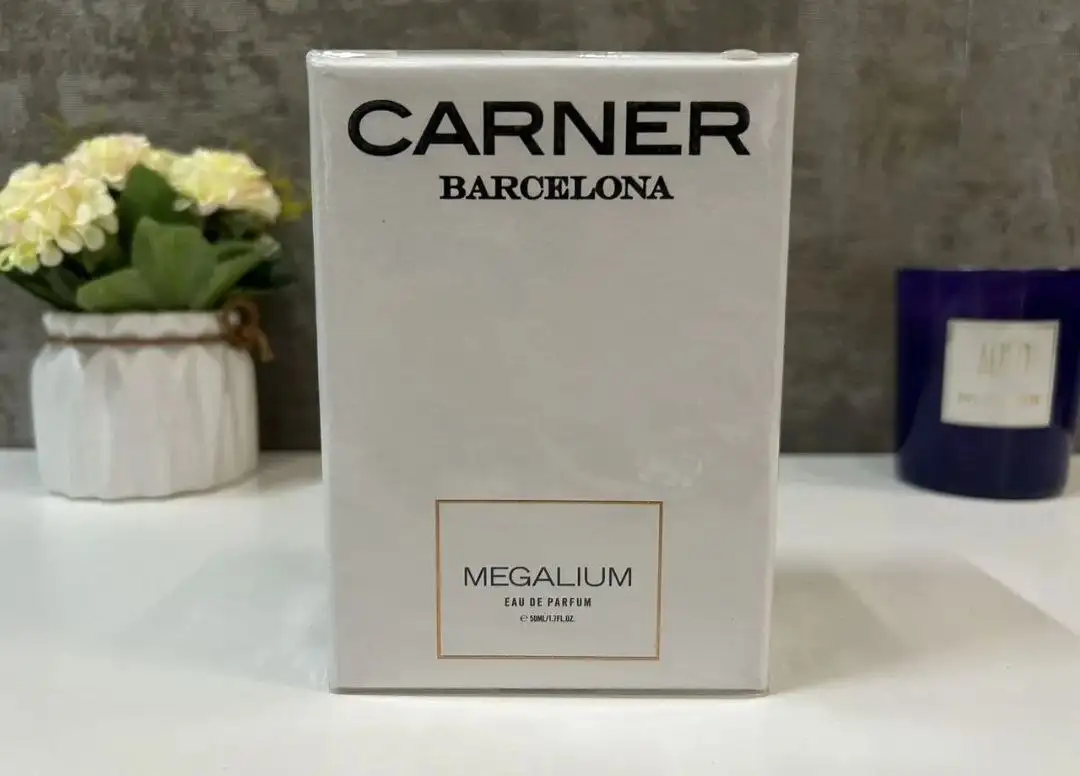 CARNER
BARCELONA
MEGALIUM
EAU DE PARFUM
℮ 50ML/1.7FL.OZ.